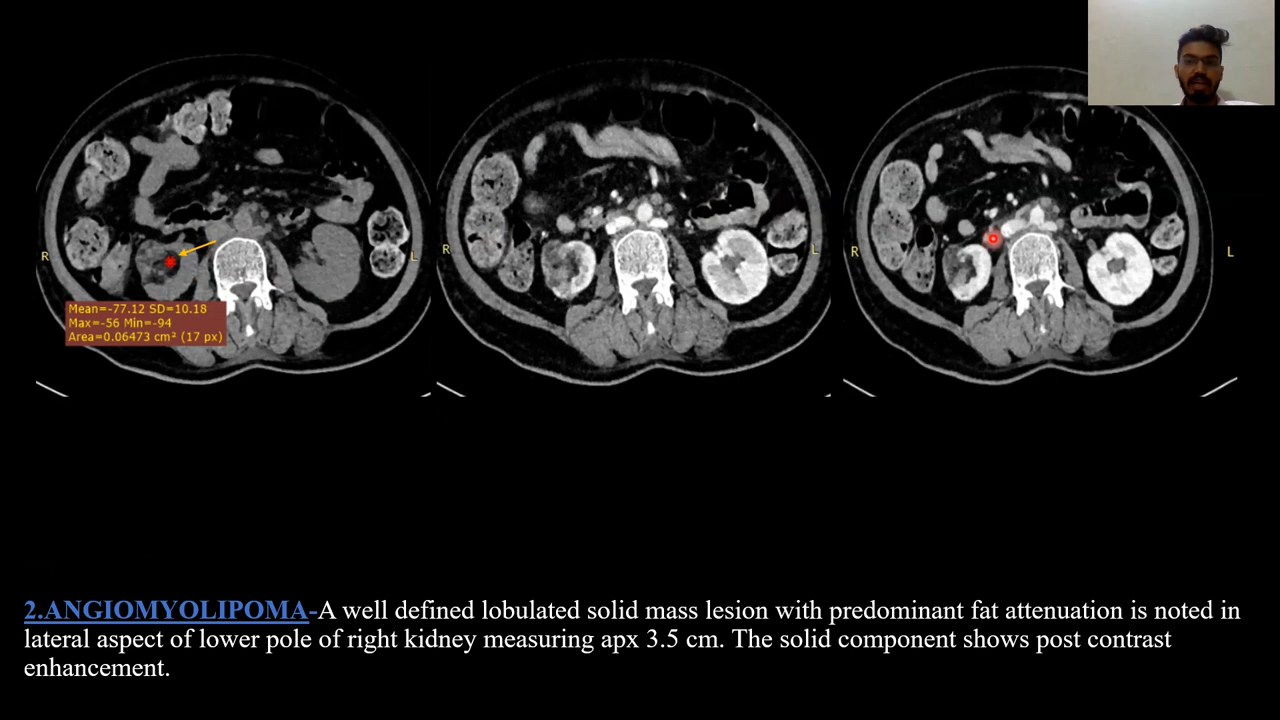 R
L
R
L
R
L
Mean=-77.12 SD=10.18
Max=-56 Min=-94
Area=0.06473 cm² (17 px)
2.ANGIOMYOLIPOMA-A well defined lobulated solid mass lesion with predominant fat attenuation is noted in
lateral aspect of lower pole of right kidney measuring apx 3.5 cm. The solid component shows post contrast
enhancement.